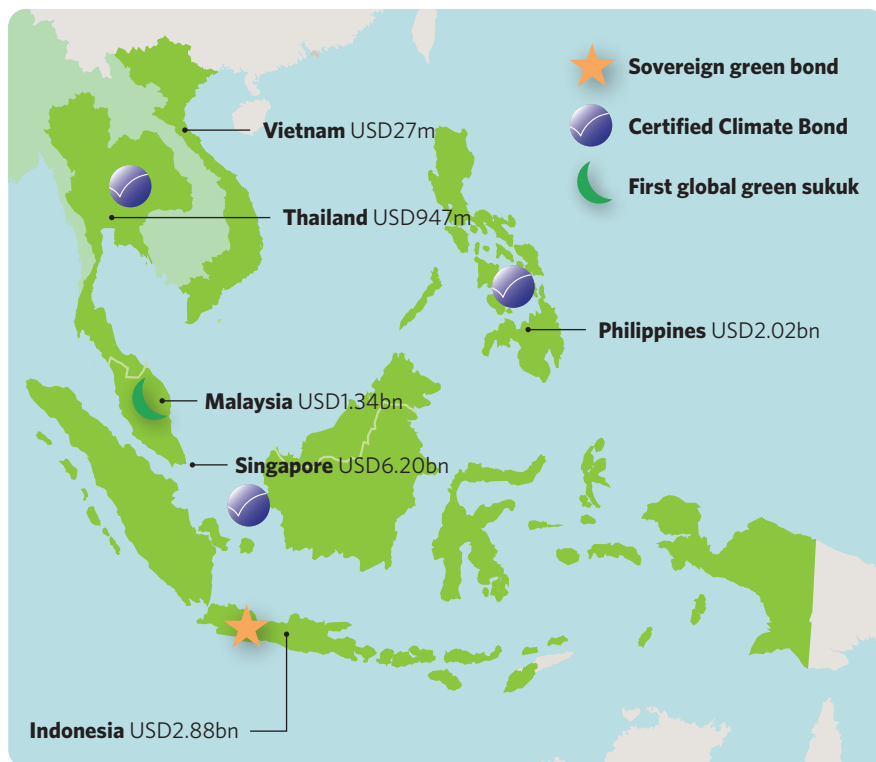 Sovereign green bond
Certified Climate Bond
First global green sukuk
Vietnam USD27m
Thailand USD947m
Philippines USD2.02bn
Malaysia USD1.34bn
Singapore USD6.20bn
Indonesia USD2.88bn